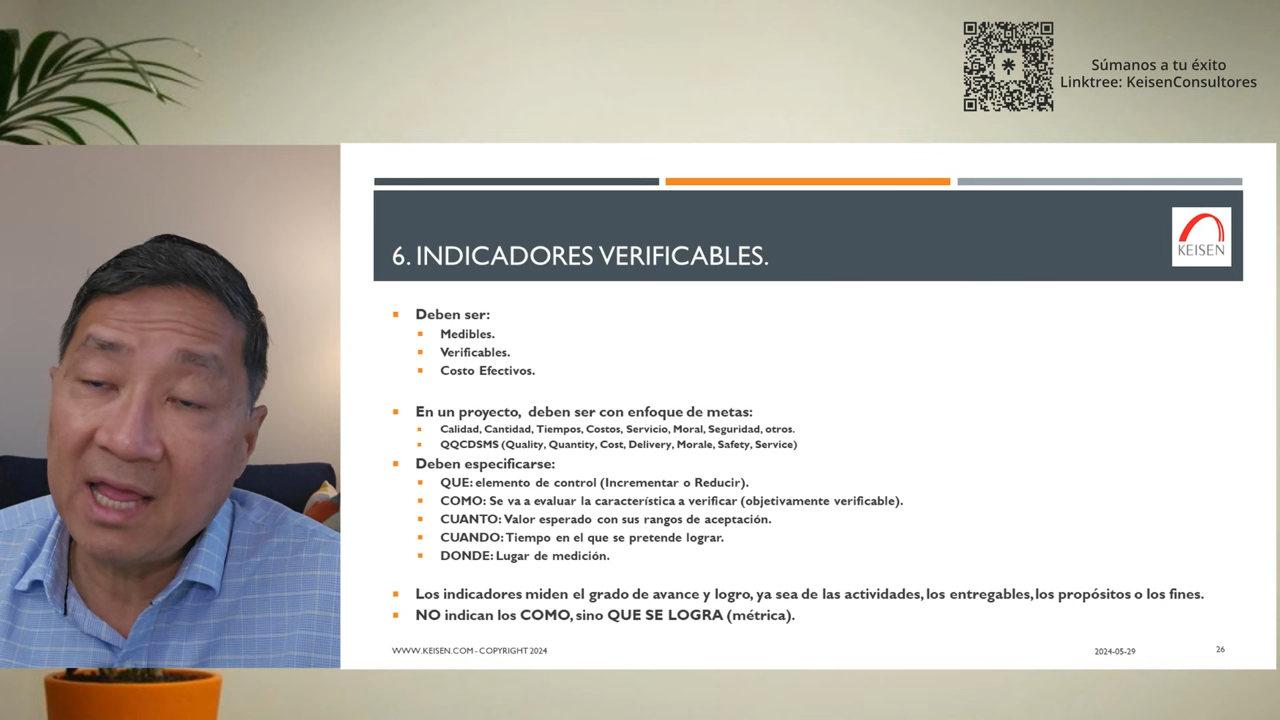 Súmanos a tu éxito
Linktree: KeisenConsultores
6. INDICADORES VERIFICABLES.
KEISEN
Deben ser:
Medibles.
Verificables.
Costo Efectivos.
En un proyecto, deben ser con enfoque de metas:
Calidad, Cantidad, Tiempos, Costos, Servicio, Moral, Seguridad, otros.
QQCDSMS (Quality, Quantity, Cost, Delivery, Morale, Safety, Service)
Deben especificarse:
QUE: elemento de control (Incrementar o Reducir).
COMO: Se va a evaluar la característica a verificar (objetivamente verificable).
CUANTO: Valor esperado con sus rangos de aceptación.
CUANDO: Tiempo en el que se pretende lograr.
DONDE: Lugar de medición.
Los indicadores miden el grado de avance y logro, ya sea de las actividades, los entregables, los propósitos o los fines.
NO indican los COMO, sino QUE SE LOGRA (métrica).
WWW.KEISEN.COM - COPYRIGHT 2024
2024-05-29
26